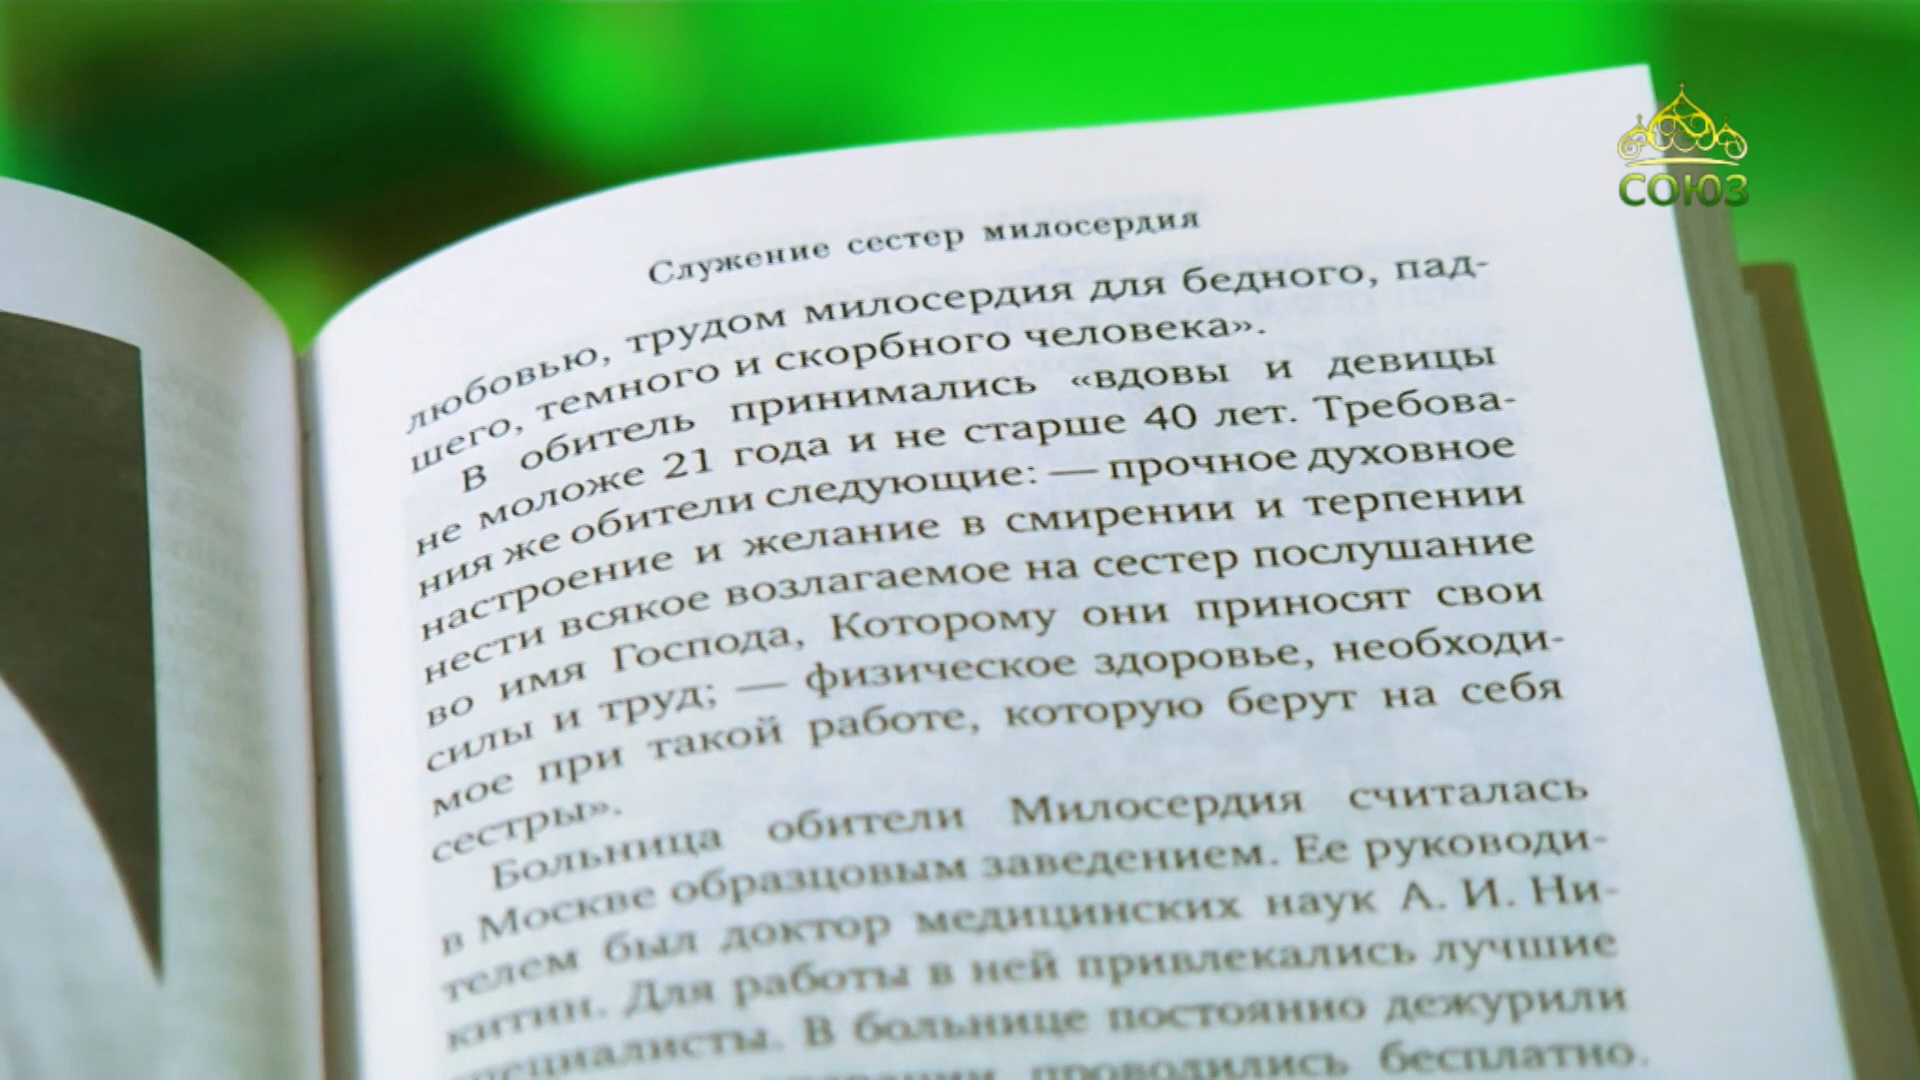 СОЮЗ
Служение сестер милосердия
любовью, трудом милосердия для бедного, пад-
шего, темного и скорбного человека».
В обитель принимались «вдовы и девицы
не моложе 21 года и не старше 40 лет. Требова-
ния же обители следующие: — прочное духовное
настроение и желание в смирении и терпении
нести всякое возлагаемое на сестер послушание
во имя Господа, Которому они приносят свои
силы и труд; — физическое здоровье, необходи-
мое при такой работе, которую берут на себя
сестры».
Больница обители Милосердия считалась
в Москве образцовым заведением. Ее руководи-
телем был доктор медицинских наук А. И. Ни-
китин. Для работы в ней привлекались лучшие
специалисты. В больнице постоянно дежурили
проводились бесплатно.